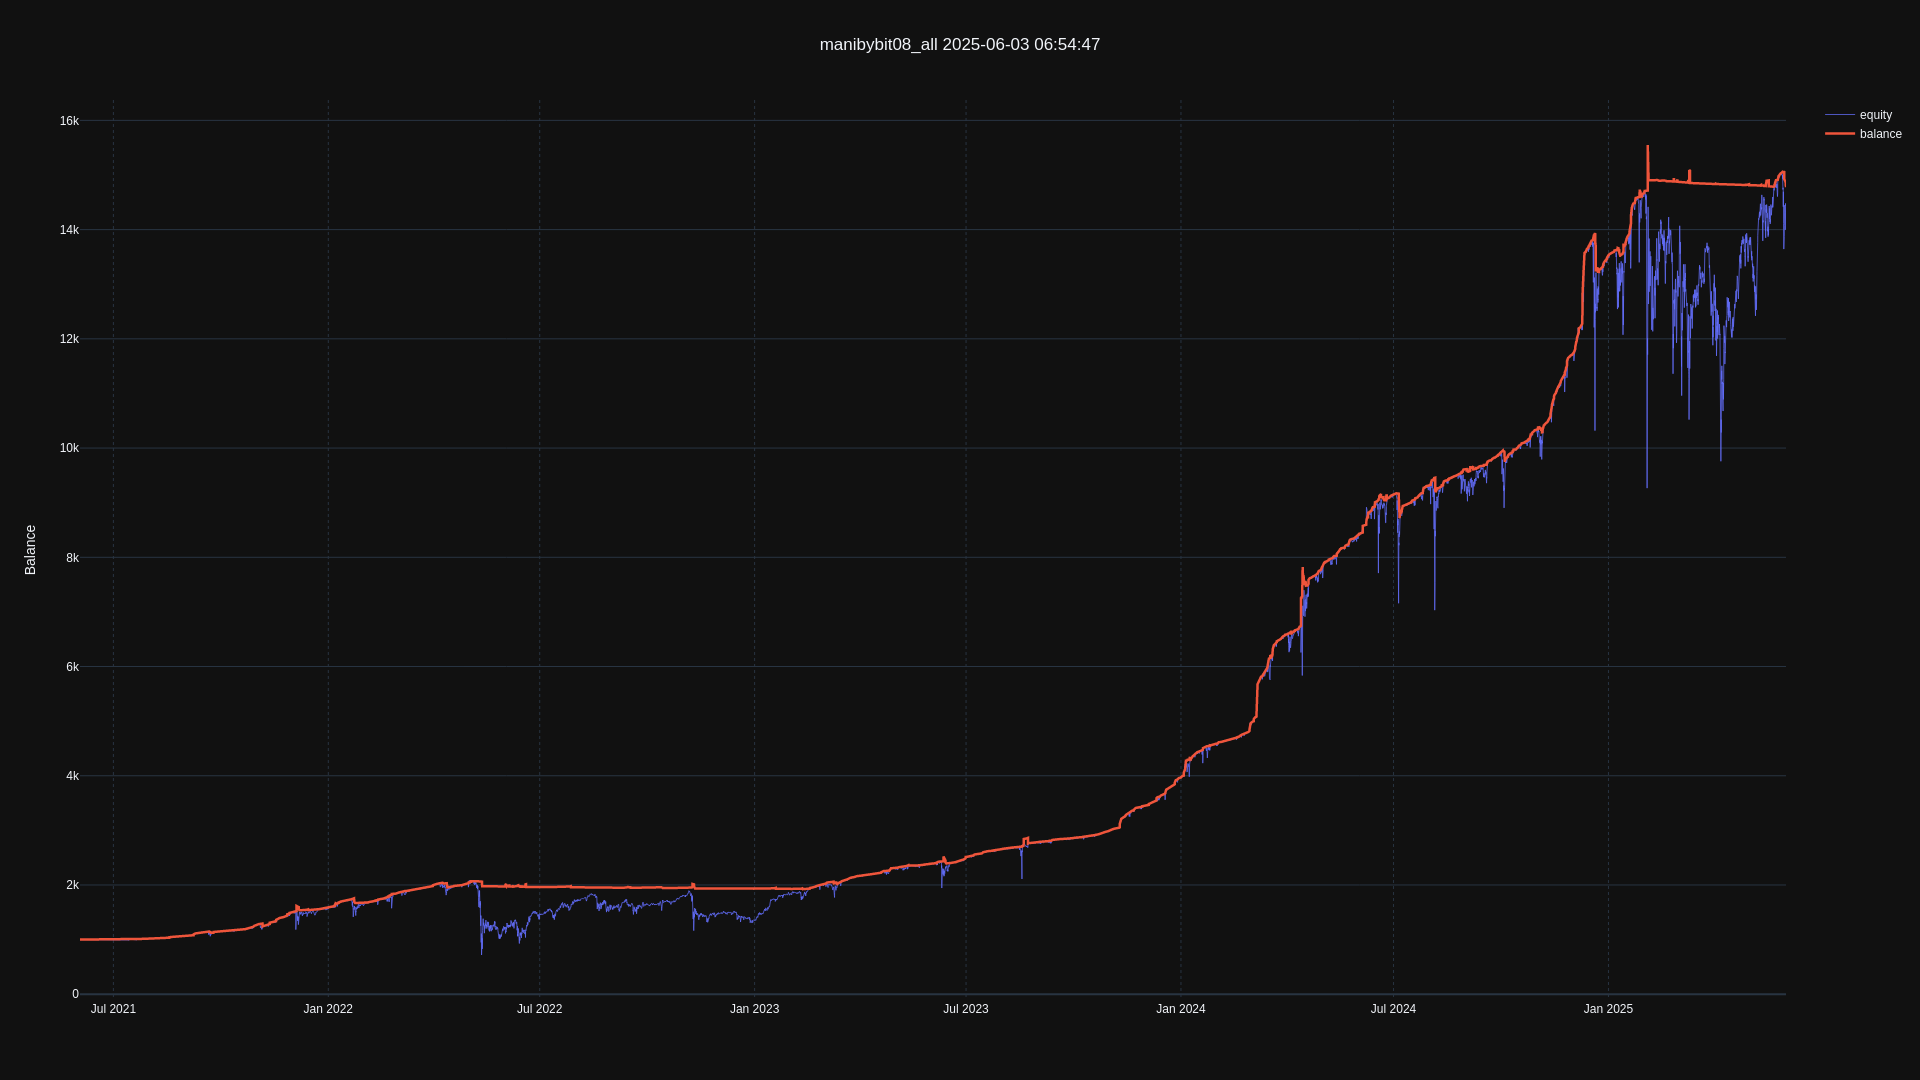 manibybit08_all 2025-06-03 06:54:47
equity
balance
Balance
16k
14k
12k
10k
8k
6k
4k
2k
0
Jul 2021
Jan 2022
Jul 2022
Jan 2023
Jul 2023
Jan 2024
Jul 2024
Jan 2025